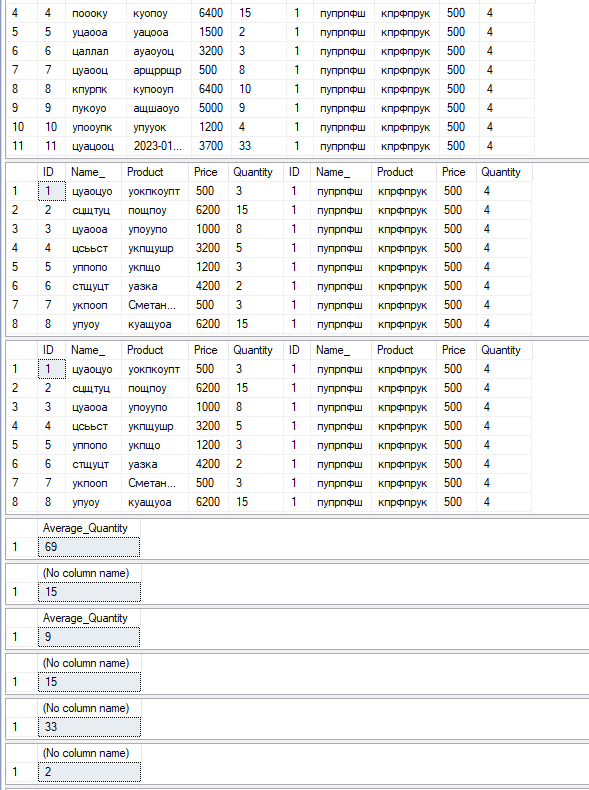 4 4 поооку куопоу 6400 15 1 пупрпфш кпрфпрук 500 4
5 5 уцаооа уацооа 1500 2 1 пупрпфш кпрфпрук 500 4
6 6 цаллал ауаоуоц 3200 3 1 пупрпфш кпрфпрук 500 4
7 7 цуаооц арщррщр 500 8 1 пупрпфш кпрфпрук 500 4
8 8 кпурпк купооуп 6400 10 1 пупрпфш кпрфпрук 500 4
9 9 пукоуо ащшаоуо 5000 9 1 пупрпфш кпрфпрук 500 4
10 10 упооупк упууок 1200 4 1 пупрпфш кпрфпрук 500 4
11 11 цуацооц 2023-01... 3700 33 1 пупрпфш кпрфпрук 500 4
ID Name_ Product Price Quantity ID Name_ Product Price Quantity
1 1 цуаоцуо уокпкоупт 500 3 1 пупрпфш кпрфпрук 500 4
2 2 сцщтуц пощпоу 6200 15 1 пупрпфш кпрфпрук 500 4
3 3 цуаооа упоуупо 1000 8 1 пупрпфш кпрфпрук 500 4
4 4 цсььст укпщушр 3200 5 1 пупрпфш кпрфпрук 500 4
5 5 уппопо укпщо 1200 3 1 пупрпфш кпрфпрук 500 4
6 6 стщуцт уазка 4200 2 1 пупрпфш кпрфпрук 500 4
7 7 укпооп Сметан... 500 3 1 пупрпфш кпрфпрук 500 4
8 8 упуоу куащуоа 6200 15 1 пупрпфш кпрфпрук 500 4
ID Name_ Product Price Quantity ID Name_ Product Price Quantity
1 1 цуаоцуо уокпкоупт 500 3 1 пупрпфш кпрфпрук 500 4
2 2 сцщтуц пощпоу 6200 15 1 пупрпфш кпрфпрук 500 4
3 3 цуаооа упоуупо 1000 8 1 пупрпфш кпрфпрук 500 4
4 4 цсььст укпщушр 3200 5 1 пупрпфш кпрфпрук 500 4
5 5 уппопо укпщо 1200 3 1 пупрпфш кпрфпрук 500 4
6 6 стщуцт уазка 4200 2 1 пупрпфш кпрфпрук 500 4
7 7 укпооп Сметан... 500 3 1 пупрпфш кпрфпрук 500 4
8 8 упуоу куащуоа 6200 15 1 пупрпфш кпрфпрук 500 4
Average_Quantity
1 69
(No column name)
1 15
Average_Quantity
1 9
(No column name)
1 15
(No column name)
1 33
(No column name)
1 2